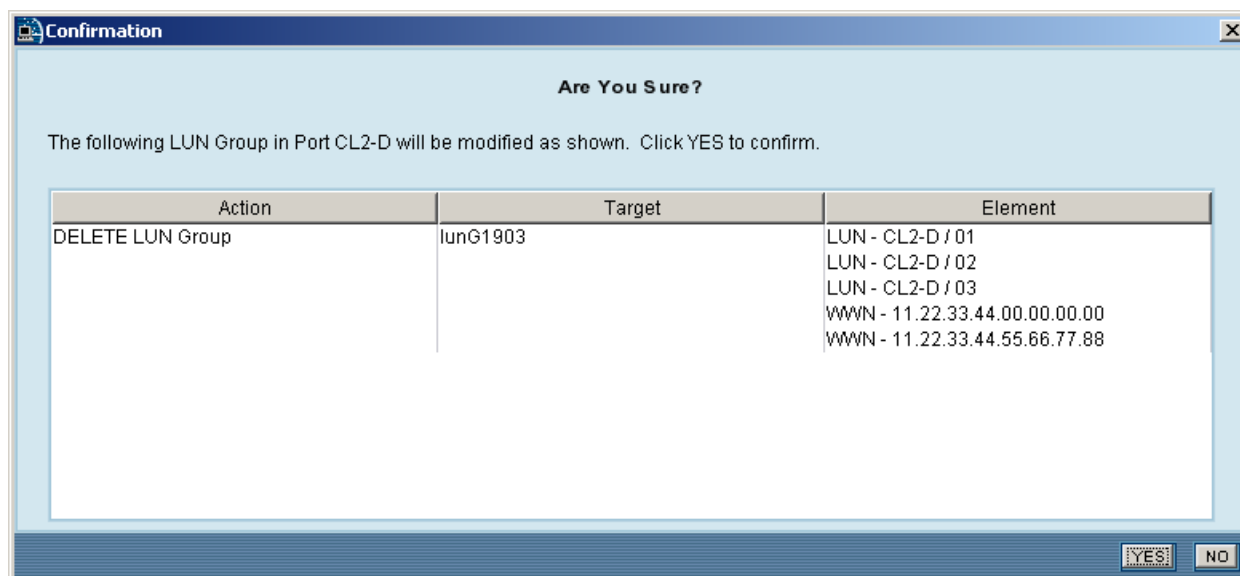 Confirmation
Are You Sure?
The following LUN Group in Port CL2-D will be modified as shown. Click YES to confirm.
Action Target Element
DELETE LUN Group lunG1903 LUN - CL2-D / 01
LUN - CL2-D / 02
LUN - CL2-D / 03
WWN - 11.22.33.44.00.00.00.00
WWN - 11.22.33.44.55.66.77.88
YES NO